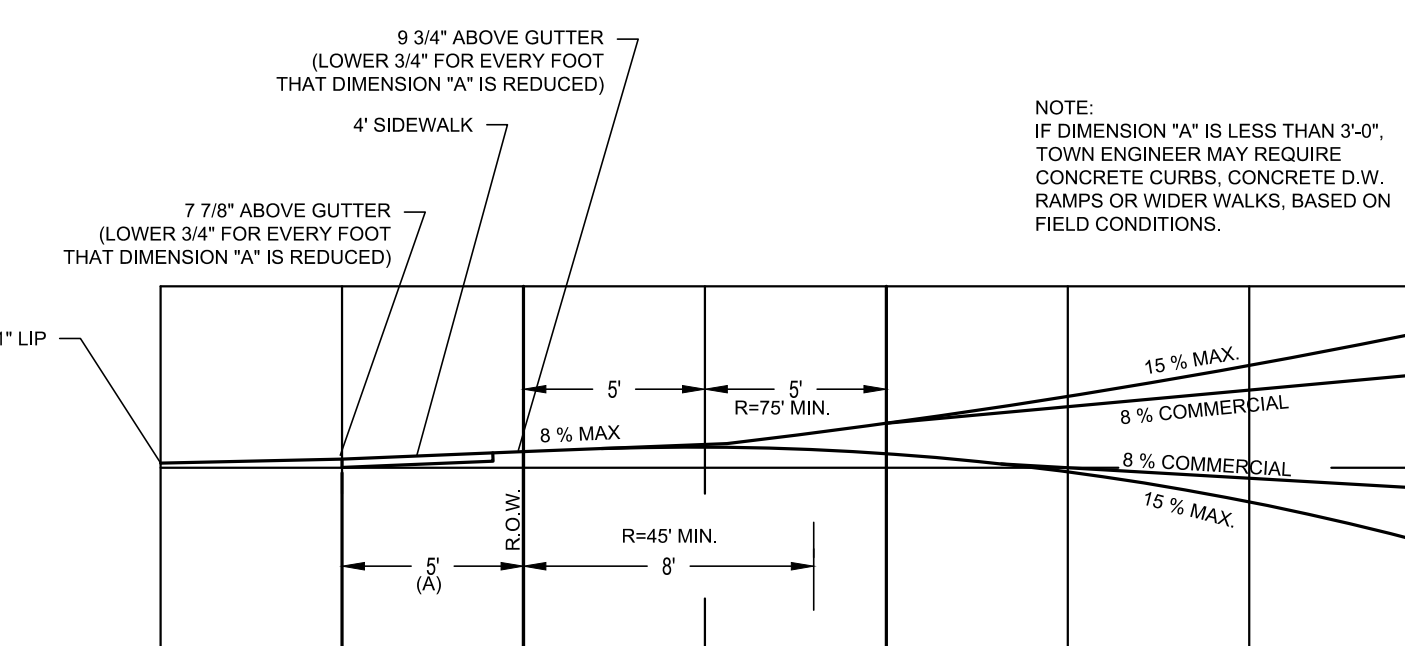 9 3/4" ABOVE GUTTER
(LOWER 3/4" FOR EVERY FOOT
THAT DIMENSION "A" IS REDUCED)
4' SIDEWALK
NOTE:
IF DIMENSION "A" IS LESS THAN 3'-0",
TOWN ENGINEER MAY REQUIRE
CONCRETE CURBS, CONCRETE D.W.
RAMPS OR WIDER WALKS, BASED ON
FIELD CONDITIONS.
7 7/8" ABOVE GUTTER
(LOWER 3/4" FOR EVERY FOOT
THAT DIMENSION "A" IS REDUCED)
1" LIP
15 % MAX.
5'
5'
R=75' MIN.
8 % COMMERCIAL
8 % MAX
8 % COMMERCIAL
15 % MAX.
R.O.W.
R=45' MIN.
5'
(A)
8'